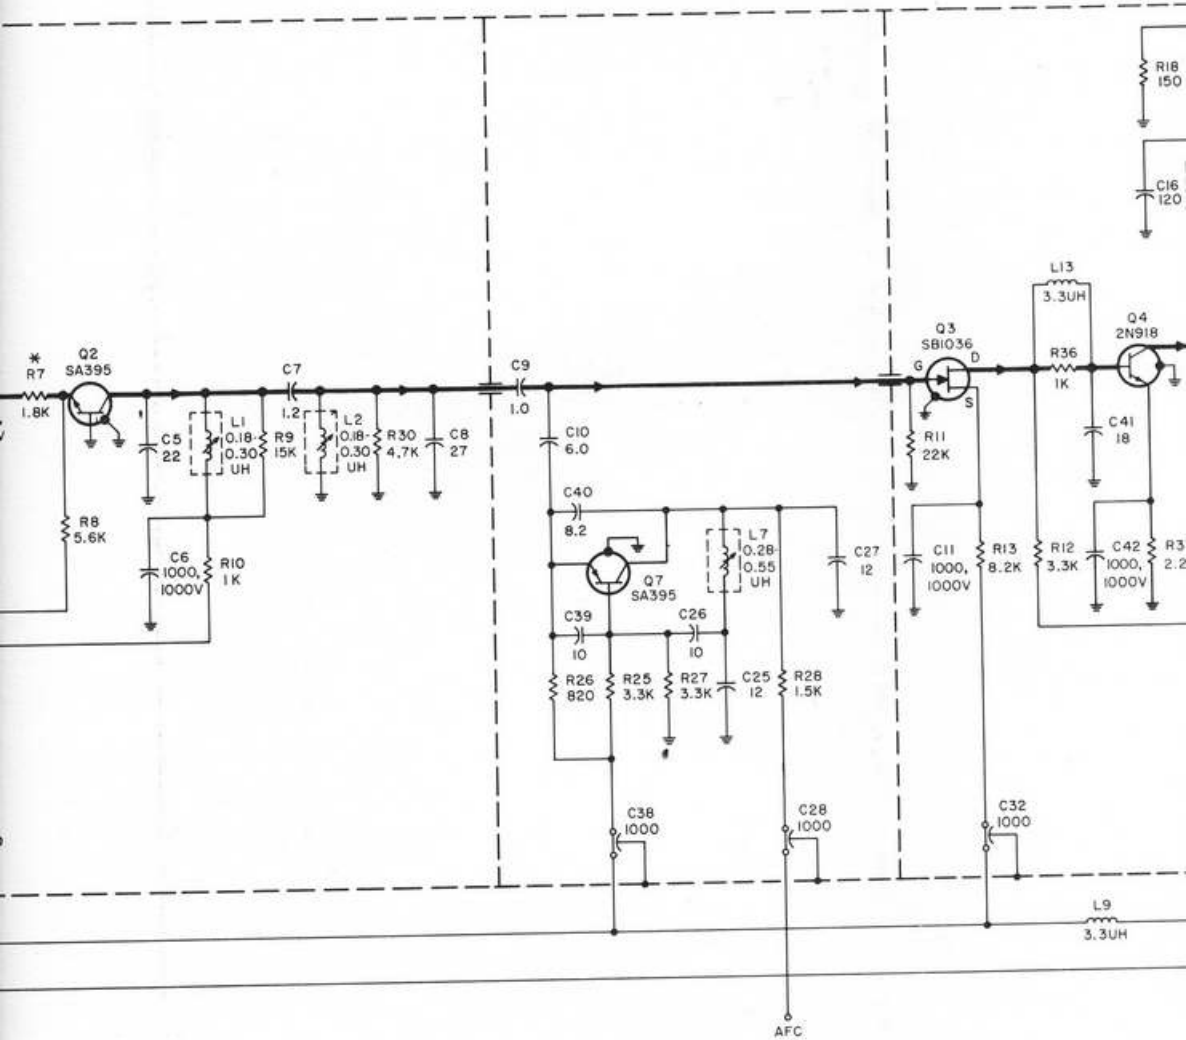 R18
150
C16
120
L13
3.3UH
Q4
2N918
Q3
SB1036
G
D
S
R36
1K
*
R7
1.8K
Q2
SA395
C7
1.2
C9
1.0
C5
22
L1
0.18-
0.30
UH
R9
15K
L2
0.18-
0.30
UH
R30
4.7K
C8
27
C10
6.0
R11
22K
C41
18
R8
5.6K
C6
1000,
1000V
R10
1K
C40
8.2
Q7
SA395
L7
0.28-
0.55
UH
C27
12
C11
1000,
1000V
R13
8.2K
R12
3.3K
C42
1000,
1000V
R3
2.2
C39
10
C26
10
R26
820
R25
3.3K
R27
3.3K
C25
12
R28
1.5K
C38
1000
C28
1000
C32
1000
L9
3.3UH
AFC